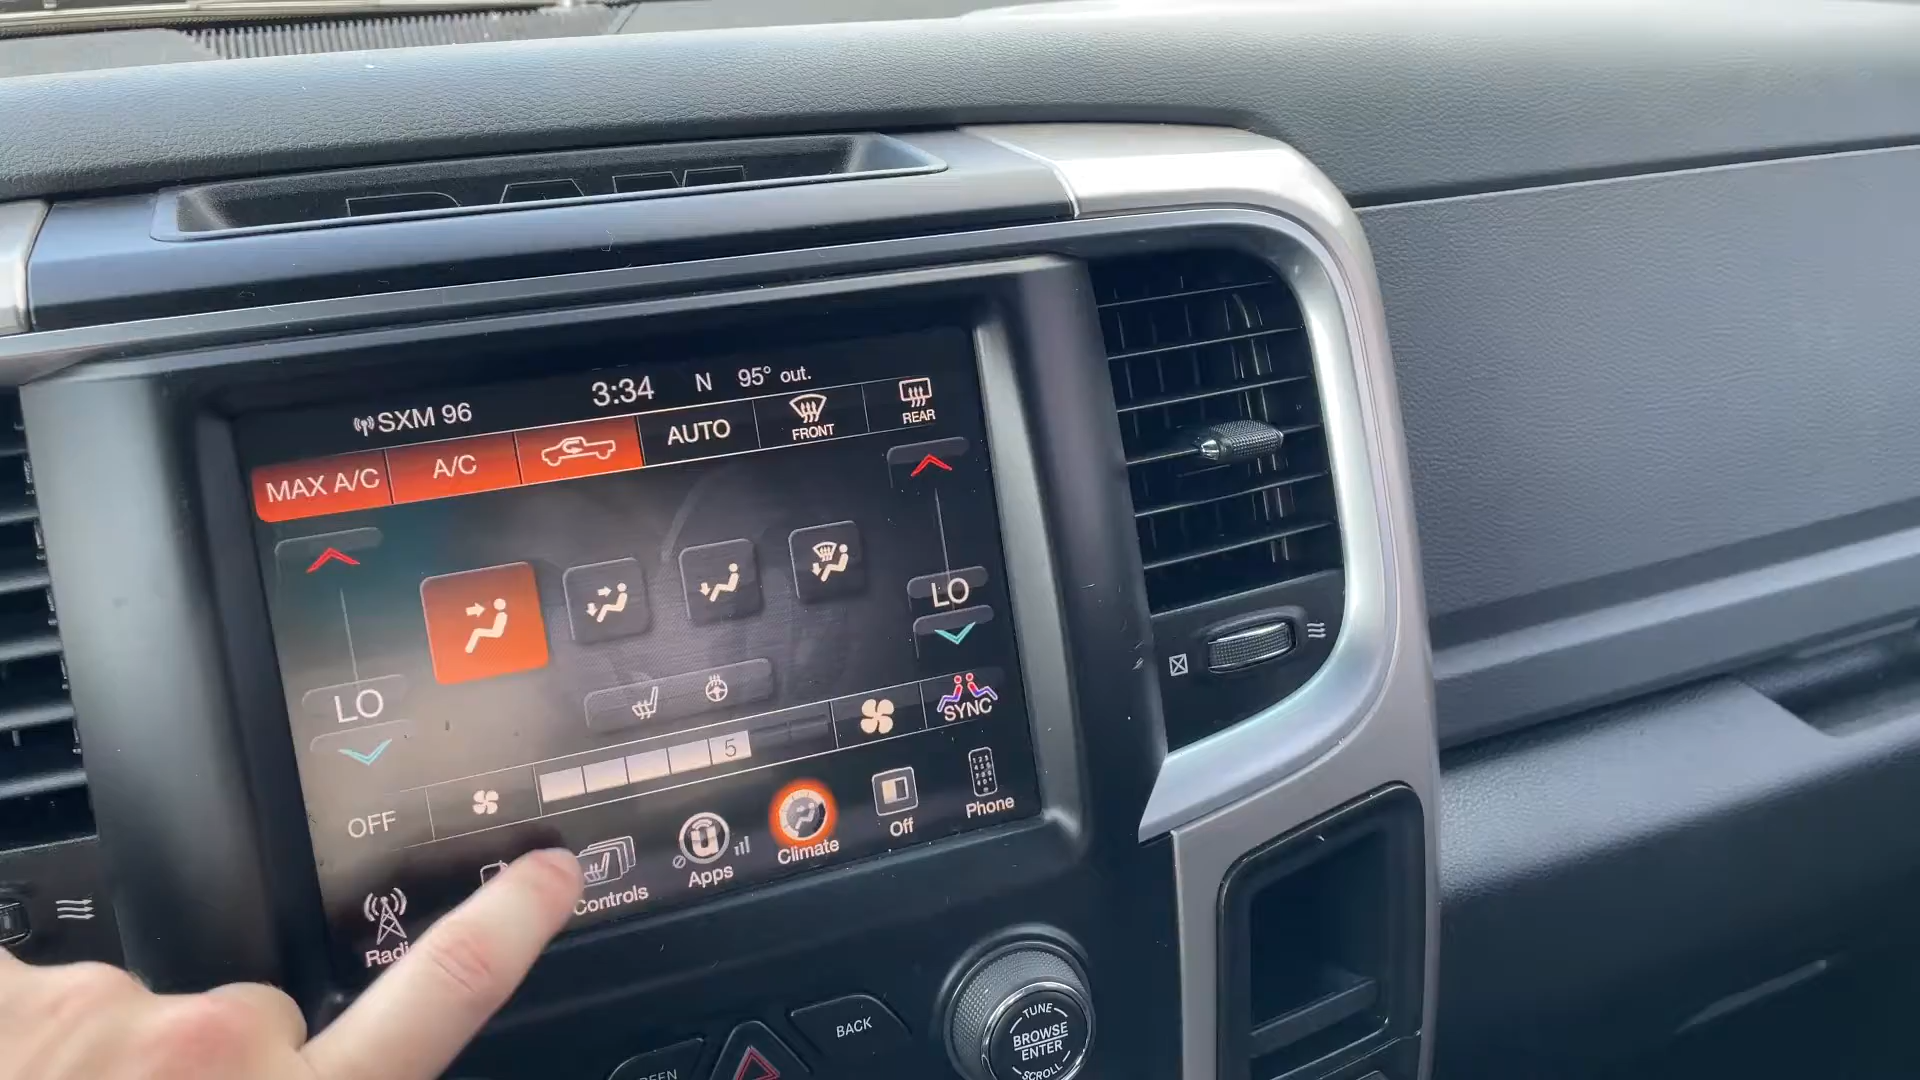 RAM
SXM 96 3:34 N 95° out.
MAX A/C A/C AUTO FRONT REAR
LO LO
SYNC
OFF 5
Controls Apps Climate Off Phone
BACK
TUNE
BROWSE
ENTER
SCROLL